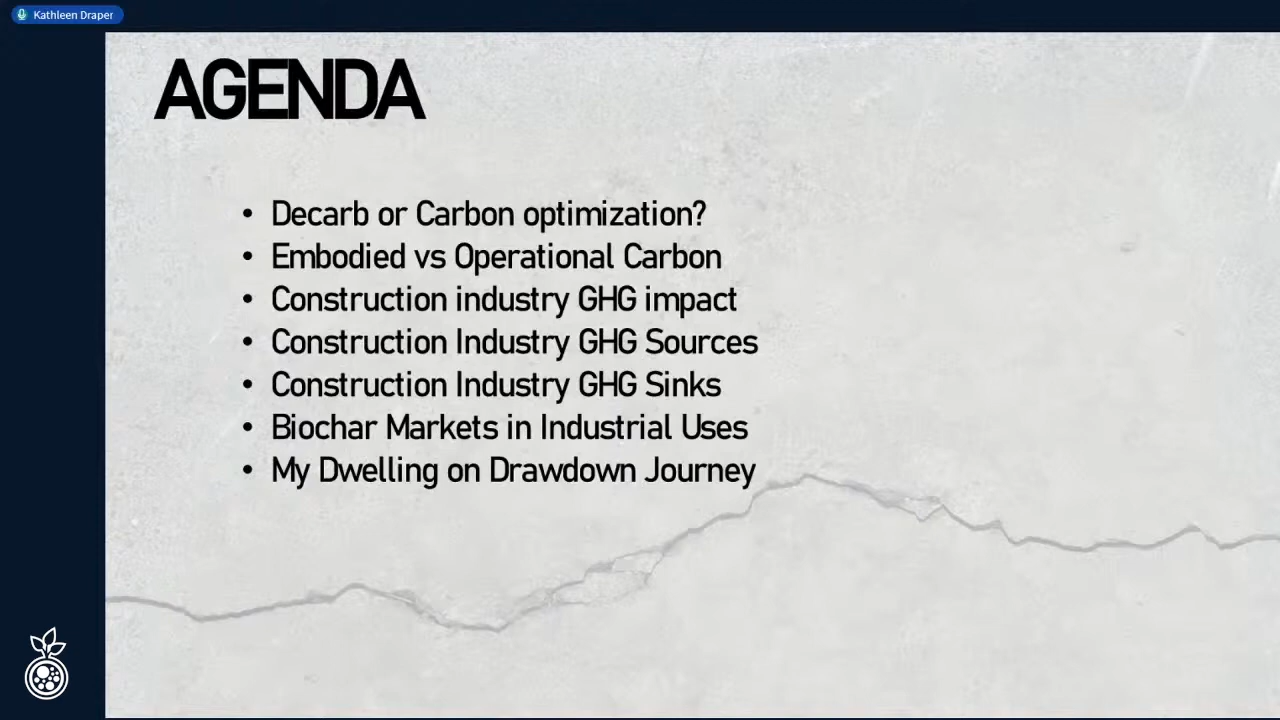 Kathleen Draper
AGENDA
• Decarb or Carbon optimization?
• Embodied vs Operational Carbon
• Construction industry GHG impact
• Construction Industry GHG Sources
• Construction Industry GHG Sinks
• Biochar Markets in Industrial Uses
• My Dwelling on Drawdown Journey